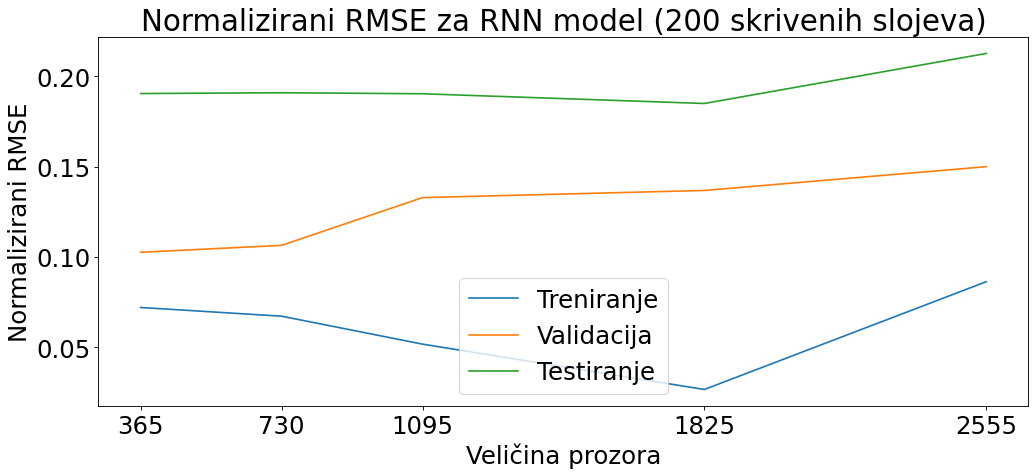 Normalizirani RMSE za RNN model (200 skrivenih slojeva)
Normalizirani RMSE
0.20
0.15
0.10
0.05
Treniranje
Validacija
Testiranje
365 730 1095 1825 2555
Veličina prozora